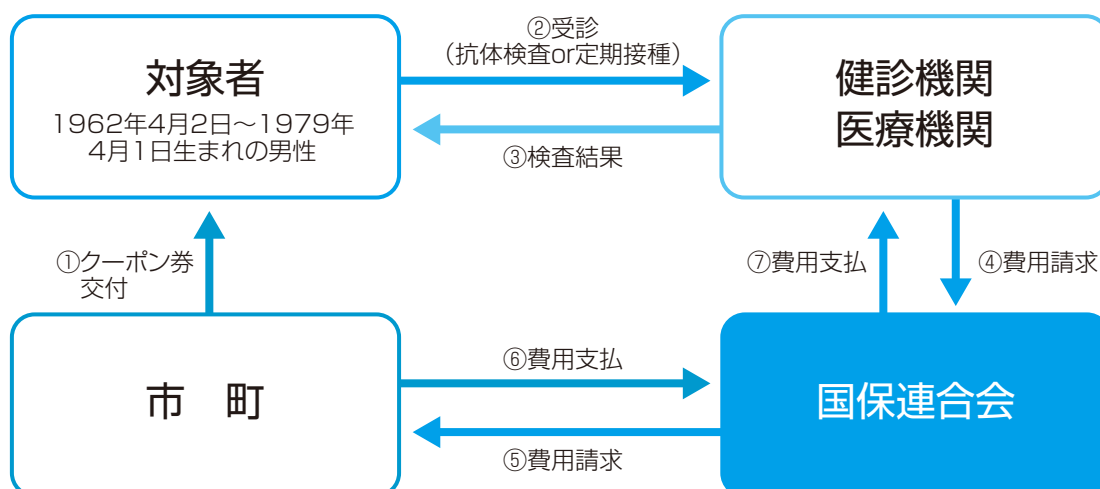 ②受診
(抗体検査or定期接種)
対象者
1962年4月2日～1979年
4月1日生まれの男性
健診機関
医療機関
③検査結果
①クーポン券
交付
⑦費用支払
④費用請求
市　町
⑥費用支払
国保連合会
⑤費用請求